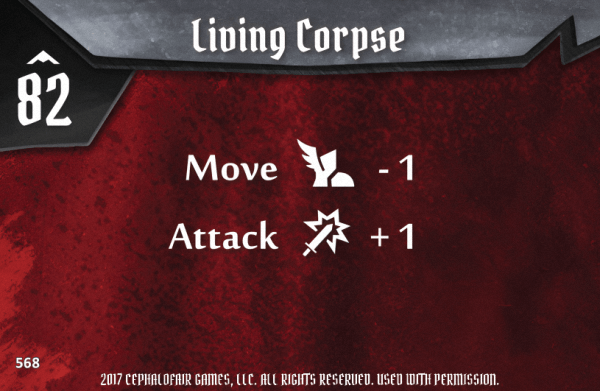 Living Corpse
82
Move - 1
Attack + 1
568
2017 CEPHALOFAIR GAMES, LLC. ALL RIGHTS RESERVED. USED WITH PERMISSION.